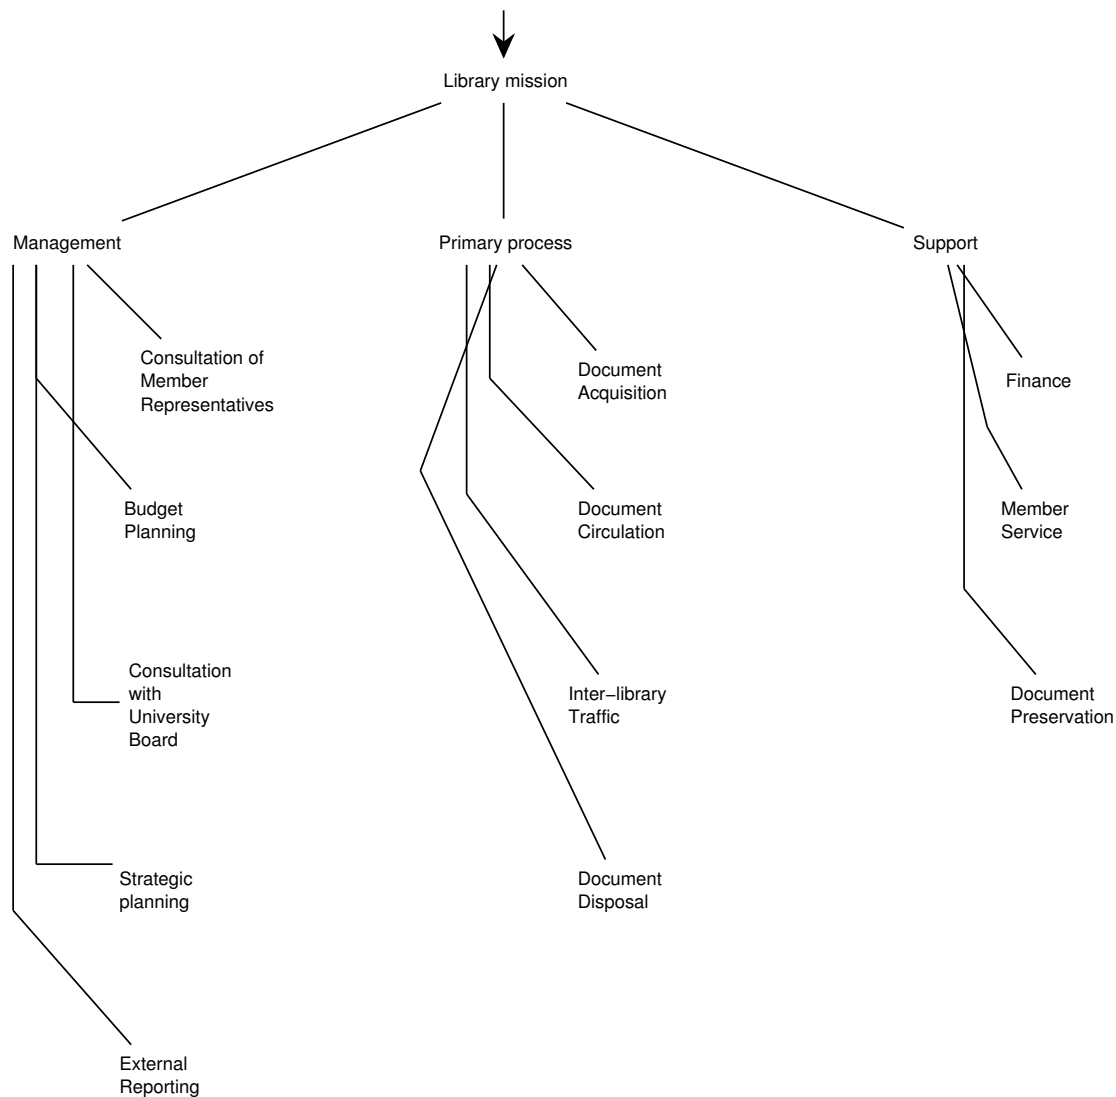 Library mission
Management
Primary process
Support
Consultation of
Member
Representatives
Document
Acquisition
Finance
Budget
Planning
Document
Circulation
Member
Service
Consultation
with
University
Board
Inter−library
Traffic
Document
Preservation
Strategic
planning
Document
Disposal
External
Reporting